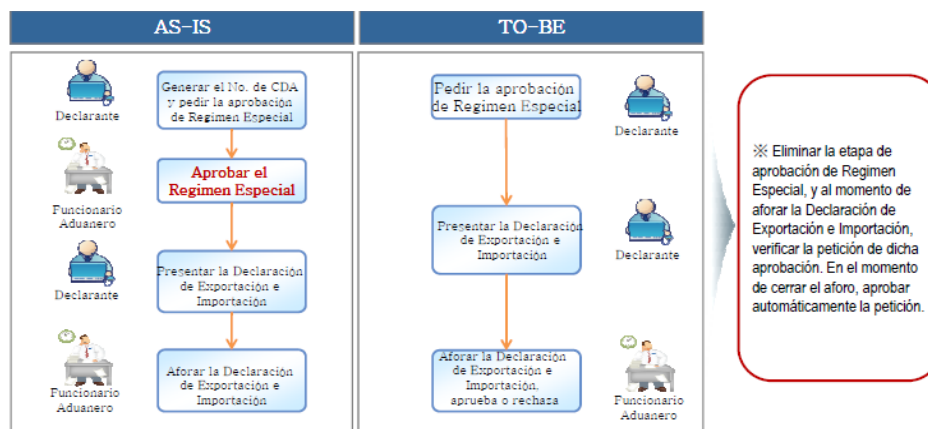 AS-IS
Declarante
Generar el No. de CDA
y pedir la aprobación
de Regimen Especial
Funcionario
Aduanero
Aprobar el
Regimen Especial
Declarante
Presentar la Declaración
de Exportación e
Importación
Funcionario
Aduanero
Aforar la Declaración
de Exportación e
Importación
TO-BE
Pedir la aprobación
de Regimen Especial
Declarante
Presentar la Declaración
de Exportación e
Importación
Declarante
Aforar la Declaración
de Exportación e
Importación,
aprueba o rechaza
Funcionario
Aduanero
※ Eliminar la etapa de
aprobación de Regimen
Especial, y al momento de
aforar la Declaración de
Exportación e Importación,
verificar la petición de dicha
aprobación. En el momento
de cerrar el aforo, aprobar
automáticamente la petición.